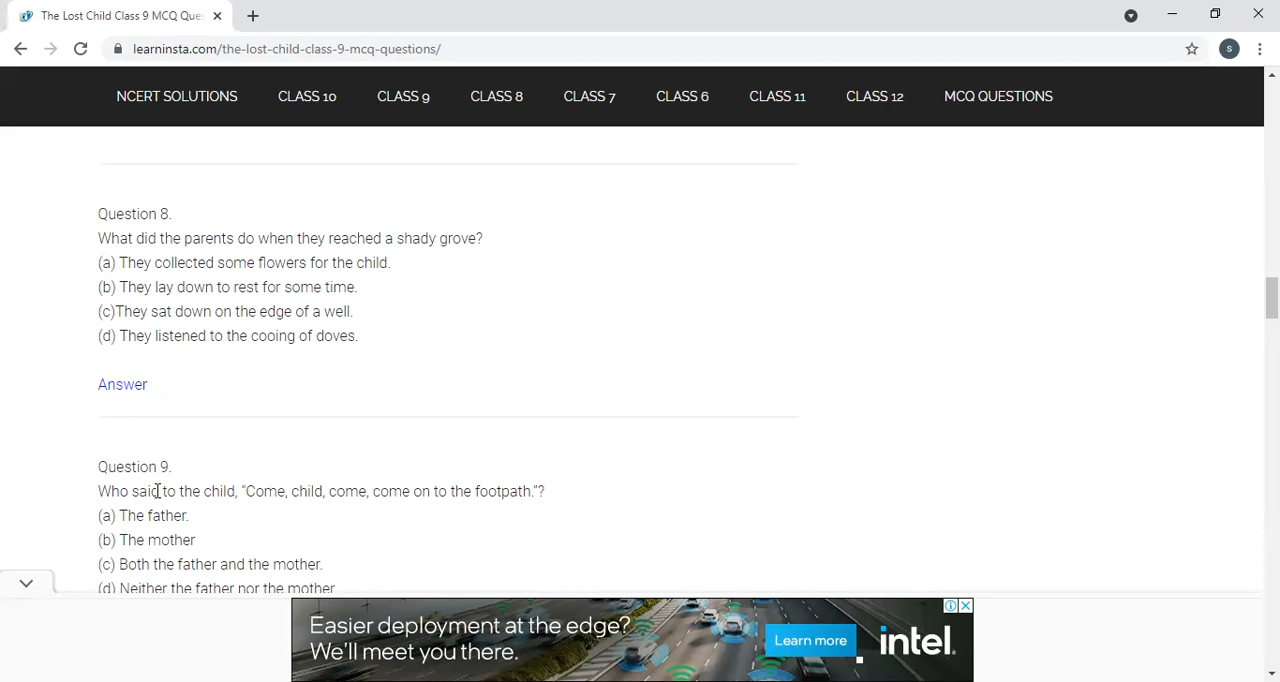 The Lost Child Class 9 MCQ Ques
learninsta.com/the-lost-child-class-9-mcq-questions/
S
NCERT SOLUTIONS CLASS 10 CLASS 9 CLASS 8 CLASS 7 CLASS 6 CLASS 11 CLASS 12 MCQ QUESTIONS
Question 8.
What did the parents do when they reached a shady grove?
(a) They collected some flowers for the child.
(b) They lay down to rest for some time.
(c)They sat down on the edge of a well.
(d) They listened to the cooing of doves.
Answer
Question 9.
Who said to the child, “Come, child, come, come on to the footpath.”?
(a) The father.
(b) The mother
(c) Both the father and the mother.
(d) Neither the father nor the mother
Easier deployment at the edge?
We’ll meet you there.
Learn more
intel.